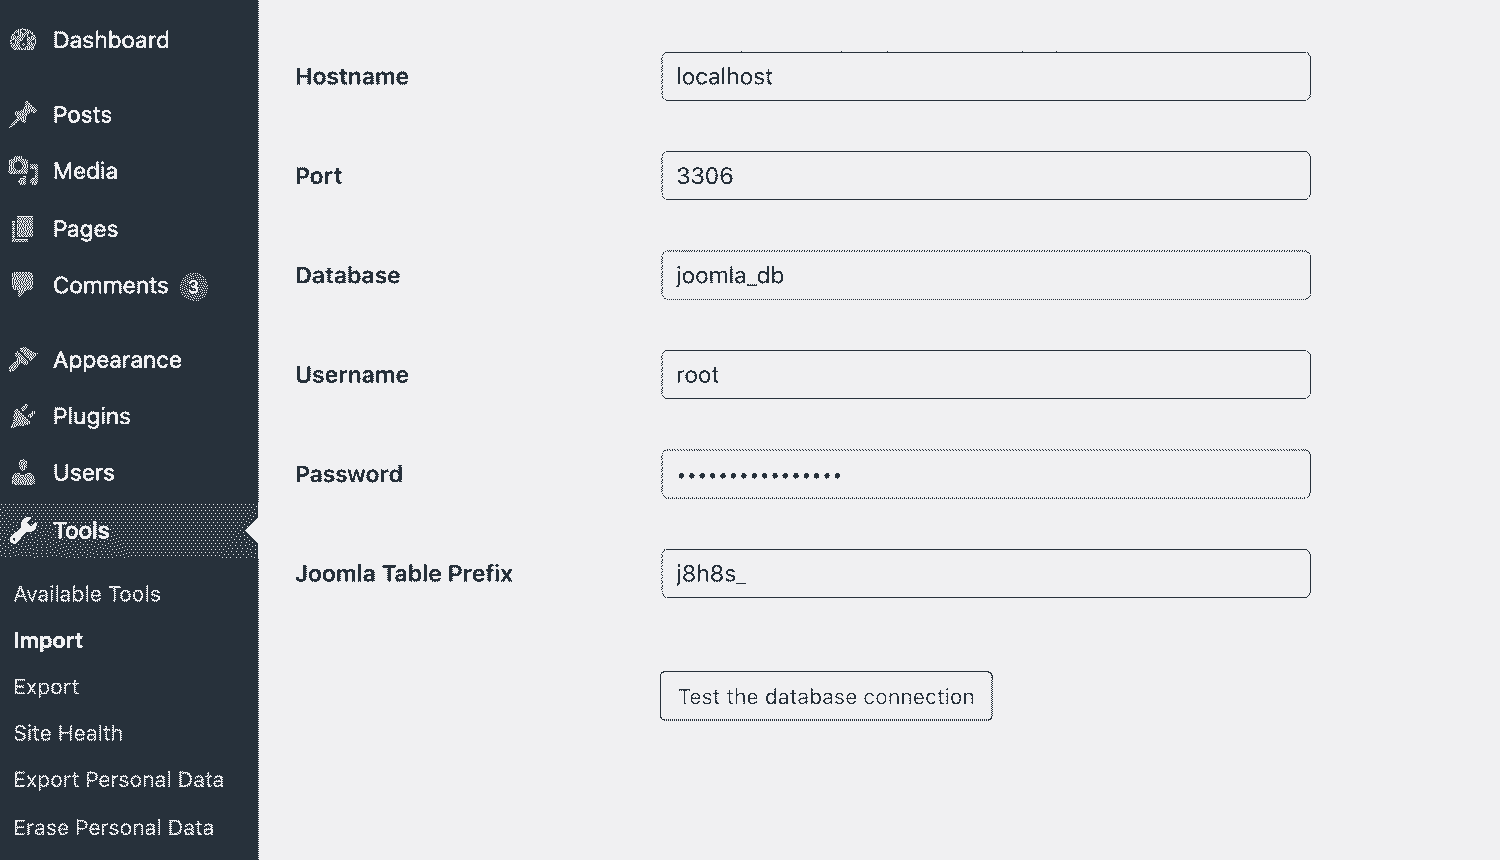 Dashboard
Posts
Media
Pages
Comments 3
Appearance
Plugins
Users
Tools
Available Tools
Import
Export
Site Health
Export Personal Data
Erase Personal Data
Hostname localhost
Port 3306
Database joomla_db
Username root
Password ••••••••••••••••
Joomla Table Prefix j8h8s_
Test the database connection